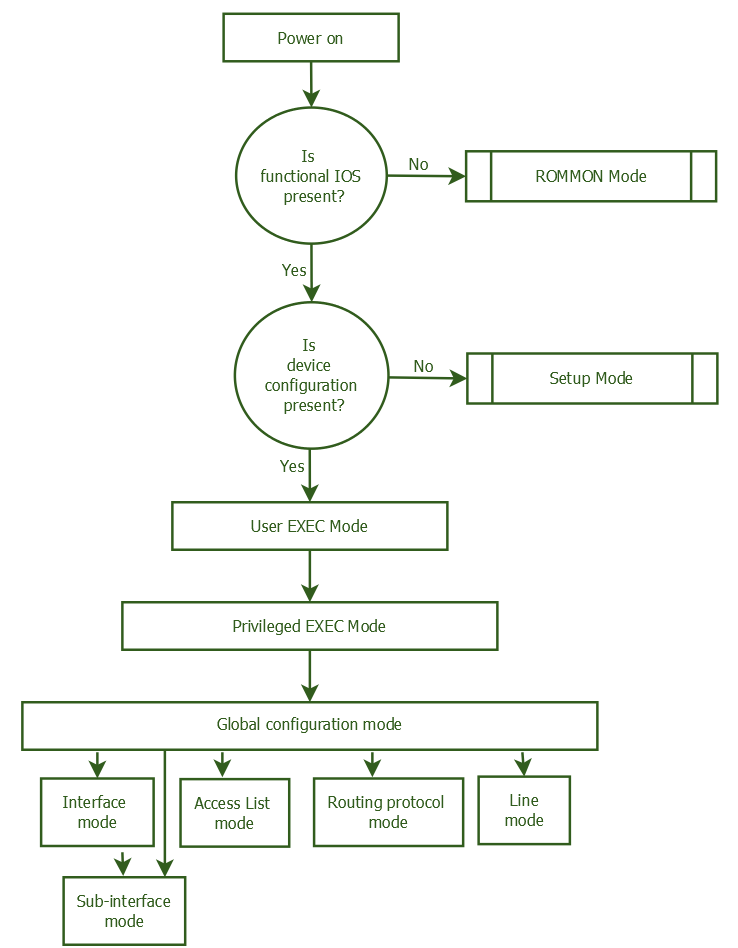 Power on
Is
functional IOS
present?
No
ROMMON Mode
Yes
Is
device
configuration
present?
No
Setup Mode
Yes
User EXEC Mode
Privileged EXEC Mode
Global configuration mode
Interface
mode
Access List
mode
Routing protocol
mode
Line
mode
Sub-interface
mode